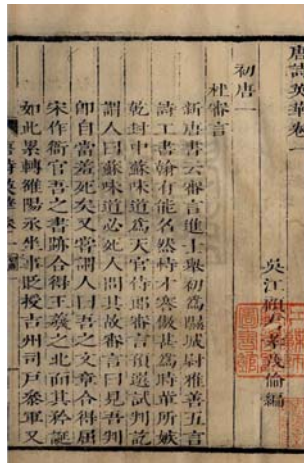 唐詩英華卷一
吳江顧有孝茂倫編
初唐一
杜審言
新唐書云審言進士舉初爲隰城尉雅善五言
詩工書翰有能名然恃才謇傲甚爲時輩所嫉
乾封中蘇味道爲天官侍郎審言預選試判訖
謂人曰蘇味道必死人問其故審言曰見吾判
卽自當羞死矣又嘗謂人曰吾之文章合得屈
宋作衙官吾之書跡合得王羲之北面其矜誕
如此累轉雒陽丞坐事貶授吉州司戶參軍又